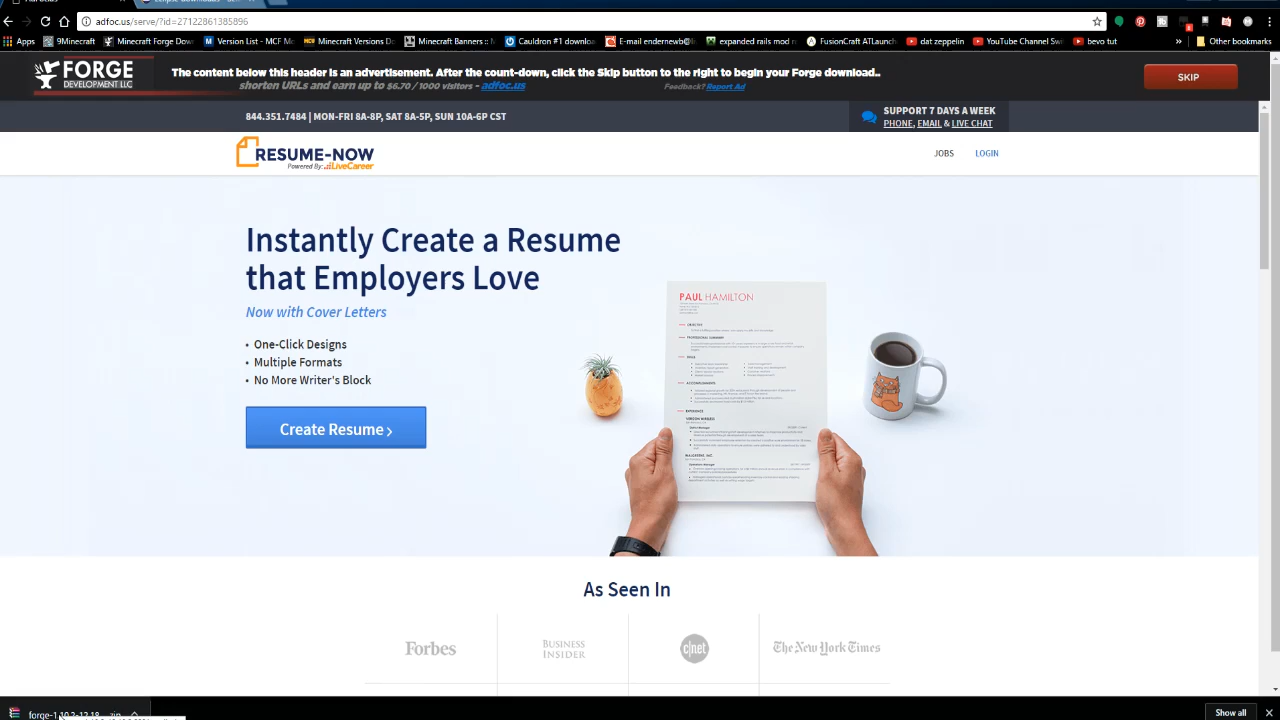 adfoc.us/serve/?id=27122861385896
Apps 9Minecraft Minecraft Forge Dow Version List - MCF M Minecraft Versions D Minecraft Banners :: M Cauldron #1 downlo E-mail endernewb@ expanded rails mod r FusionCraft ATLaunch dat zeppelin YouTube Channel Sw bevo tut » Other bookmarks
FORGE
DEVELOPMENT LLC
The content below this header is an advertisement. After the count-down, click the Skip button to the right to begin your Forge download..
shorten URLs and earn up to $6.70 / 1000 visitors - adfoc.us
Feedback? Report Ad
SKIP
844.351.7484 | MON-FRI 8A-8P, SAT 8A-5P, SUN 10A-6P CST
SUPPORT 7 DAYS A WEEK
PHONE, EMAIL & LIVE CHAT
RESUME-NOW
Powered By: LiveCareer
JOBS LOGIN
Instantly Create a Resume
that Employers Love
Now with Cover Letters
• One-Click Designs
• Multiple Formats
• No More Writer's Block
Create Resume ›
PAUL HAMILTON
As Seen In
Forbes
BUSINESS
INSIDER
c|net
The New York Times
Show all